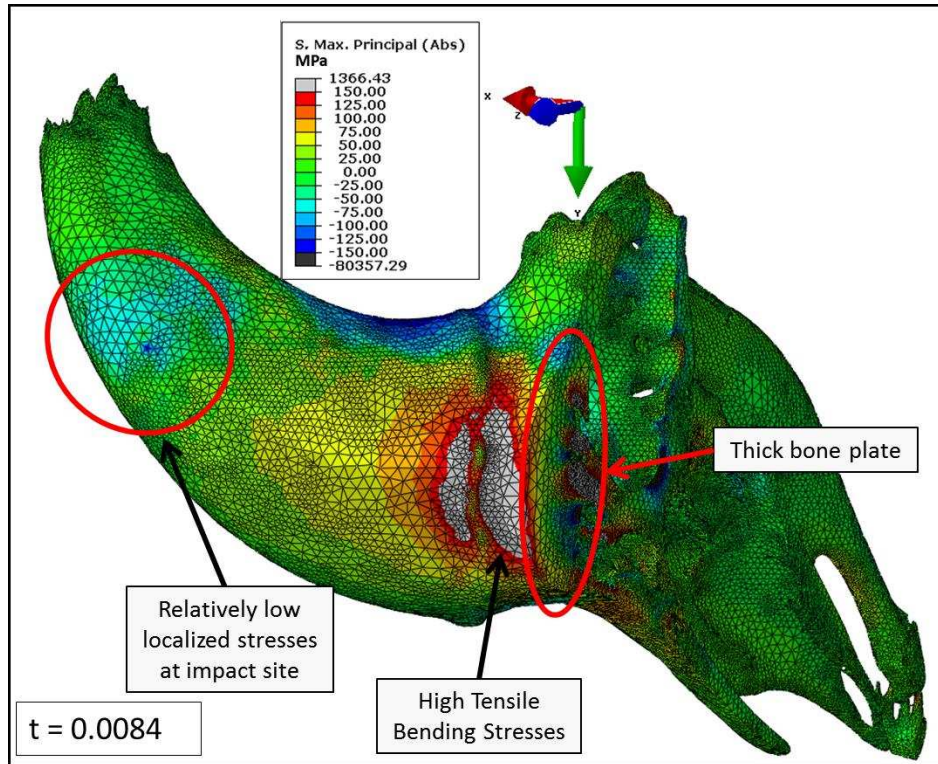 S. Max. Principal (Abs)
MPa
1366.43
150.00
125.00
100.00
75.00
50.00
25.00
0.00
-25.00
-50.00
-75.00
-100.00
-125.00
-150.00
-80357.29
X
Z
Y
Thick bone plate
Relatively low
localized stresses
at impact site
High Tensile
Bending Stresses
t = 0.0084